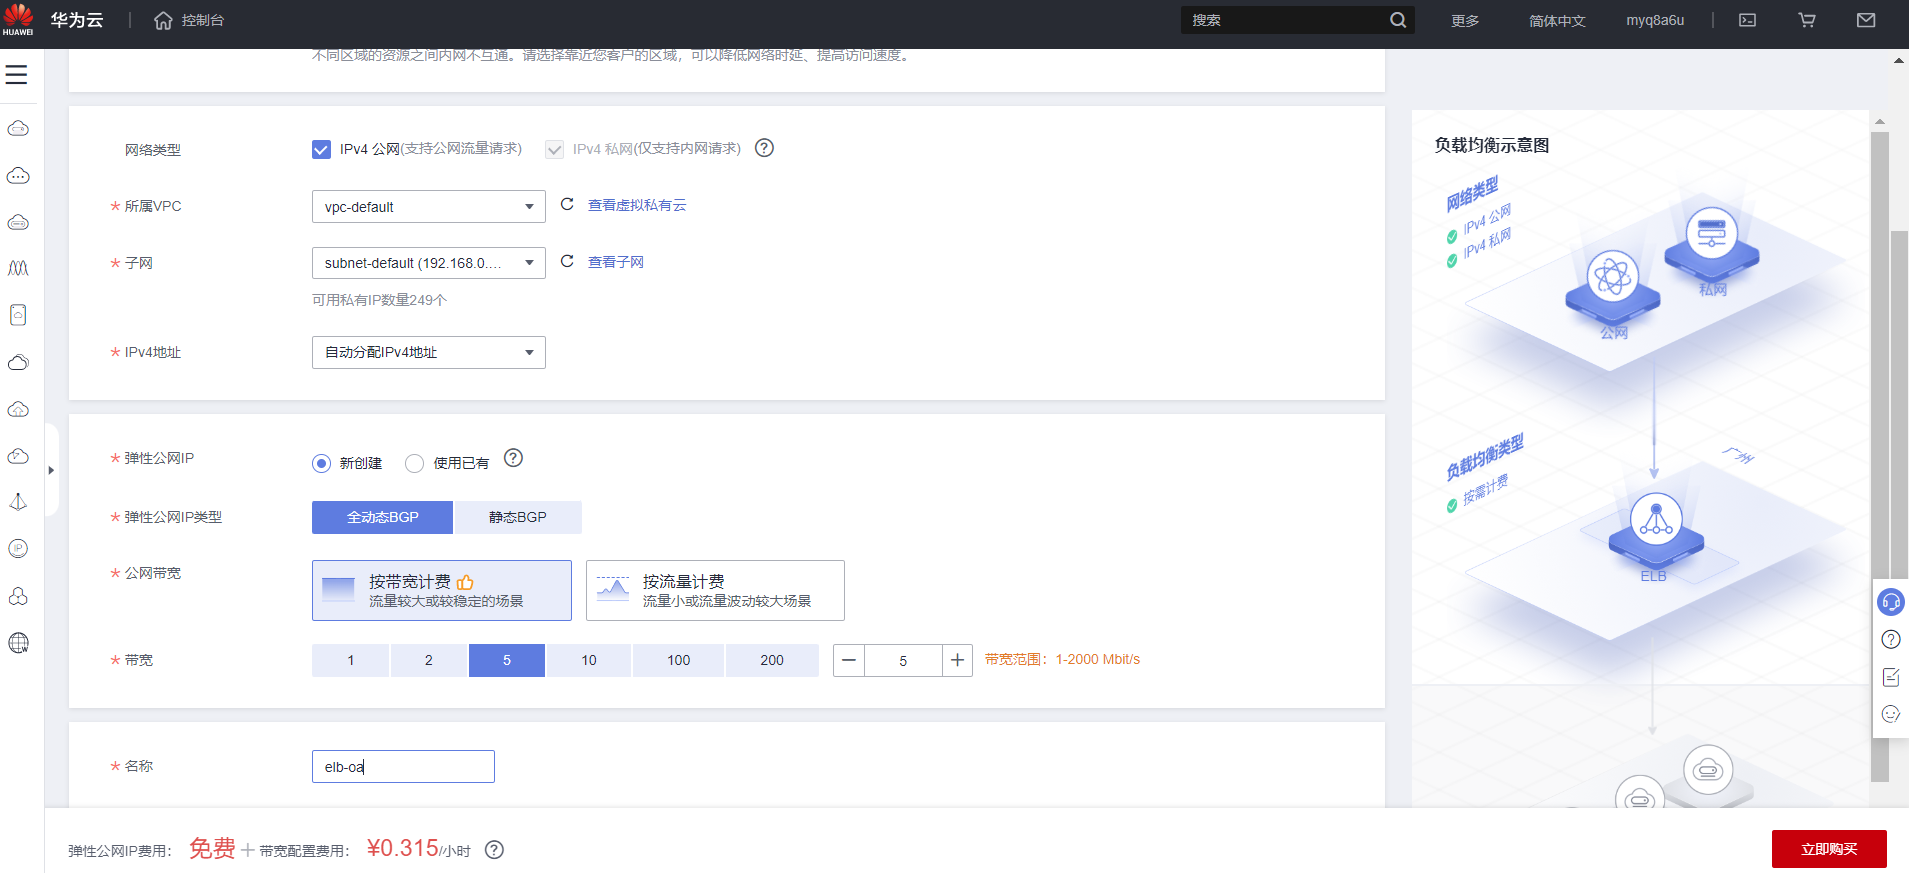 HUAWEI
华为云
控制台
搜索
更多
简体中文
myq8a6u
不同区域的资源之间内网不互通。请选择靠近您客户的区域，可以降低网络时延、提高访问速度。
网络类型
IPv4 公网(支持公网流量请求)
IPv4 私网(仅支持内网请求)
* 所属VPC
vpc-default
查看虚拟私有云
* 子网
subnet-default (192.168.0....
查看子网
可用私有IP数量249个
* IPv4地址
自动分配IPv4地址
* 弹性公网IP
新创建
使用已有
* 弹性公网IP类型
全动态BGP
静态BGP
* 公网带宽
按带宽计费
流量较大或较稳定的场景
按流量计费
流量小或流量波动较大场景
* 带宽
1
2
5
10
100
200
5
带宽范围：1-2000 Mbit/s
* 名称
elb-oa
负载均衡示意图
网络类型
IPv4 公网
IPv4 私网
私网
公网
负载均衡类型
按需计费
广州
ELB
IP
W
弹性公网IP费用：
免费
+
带宽配置费用：
¥0.315/小时
立即购买